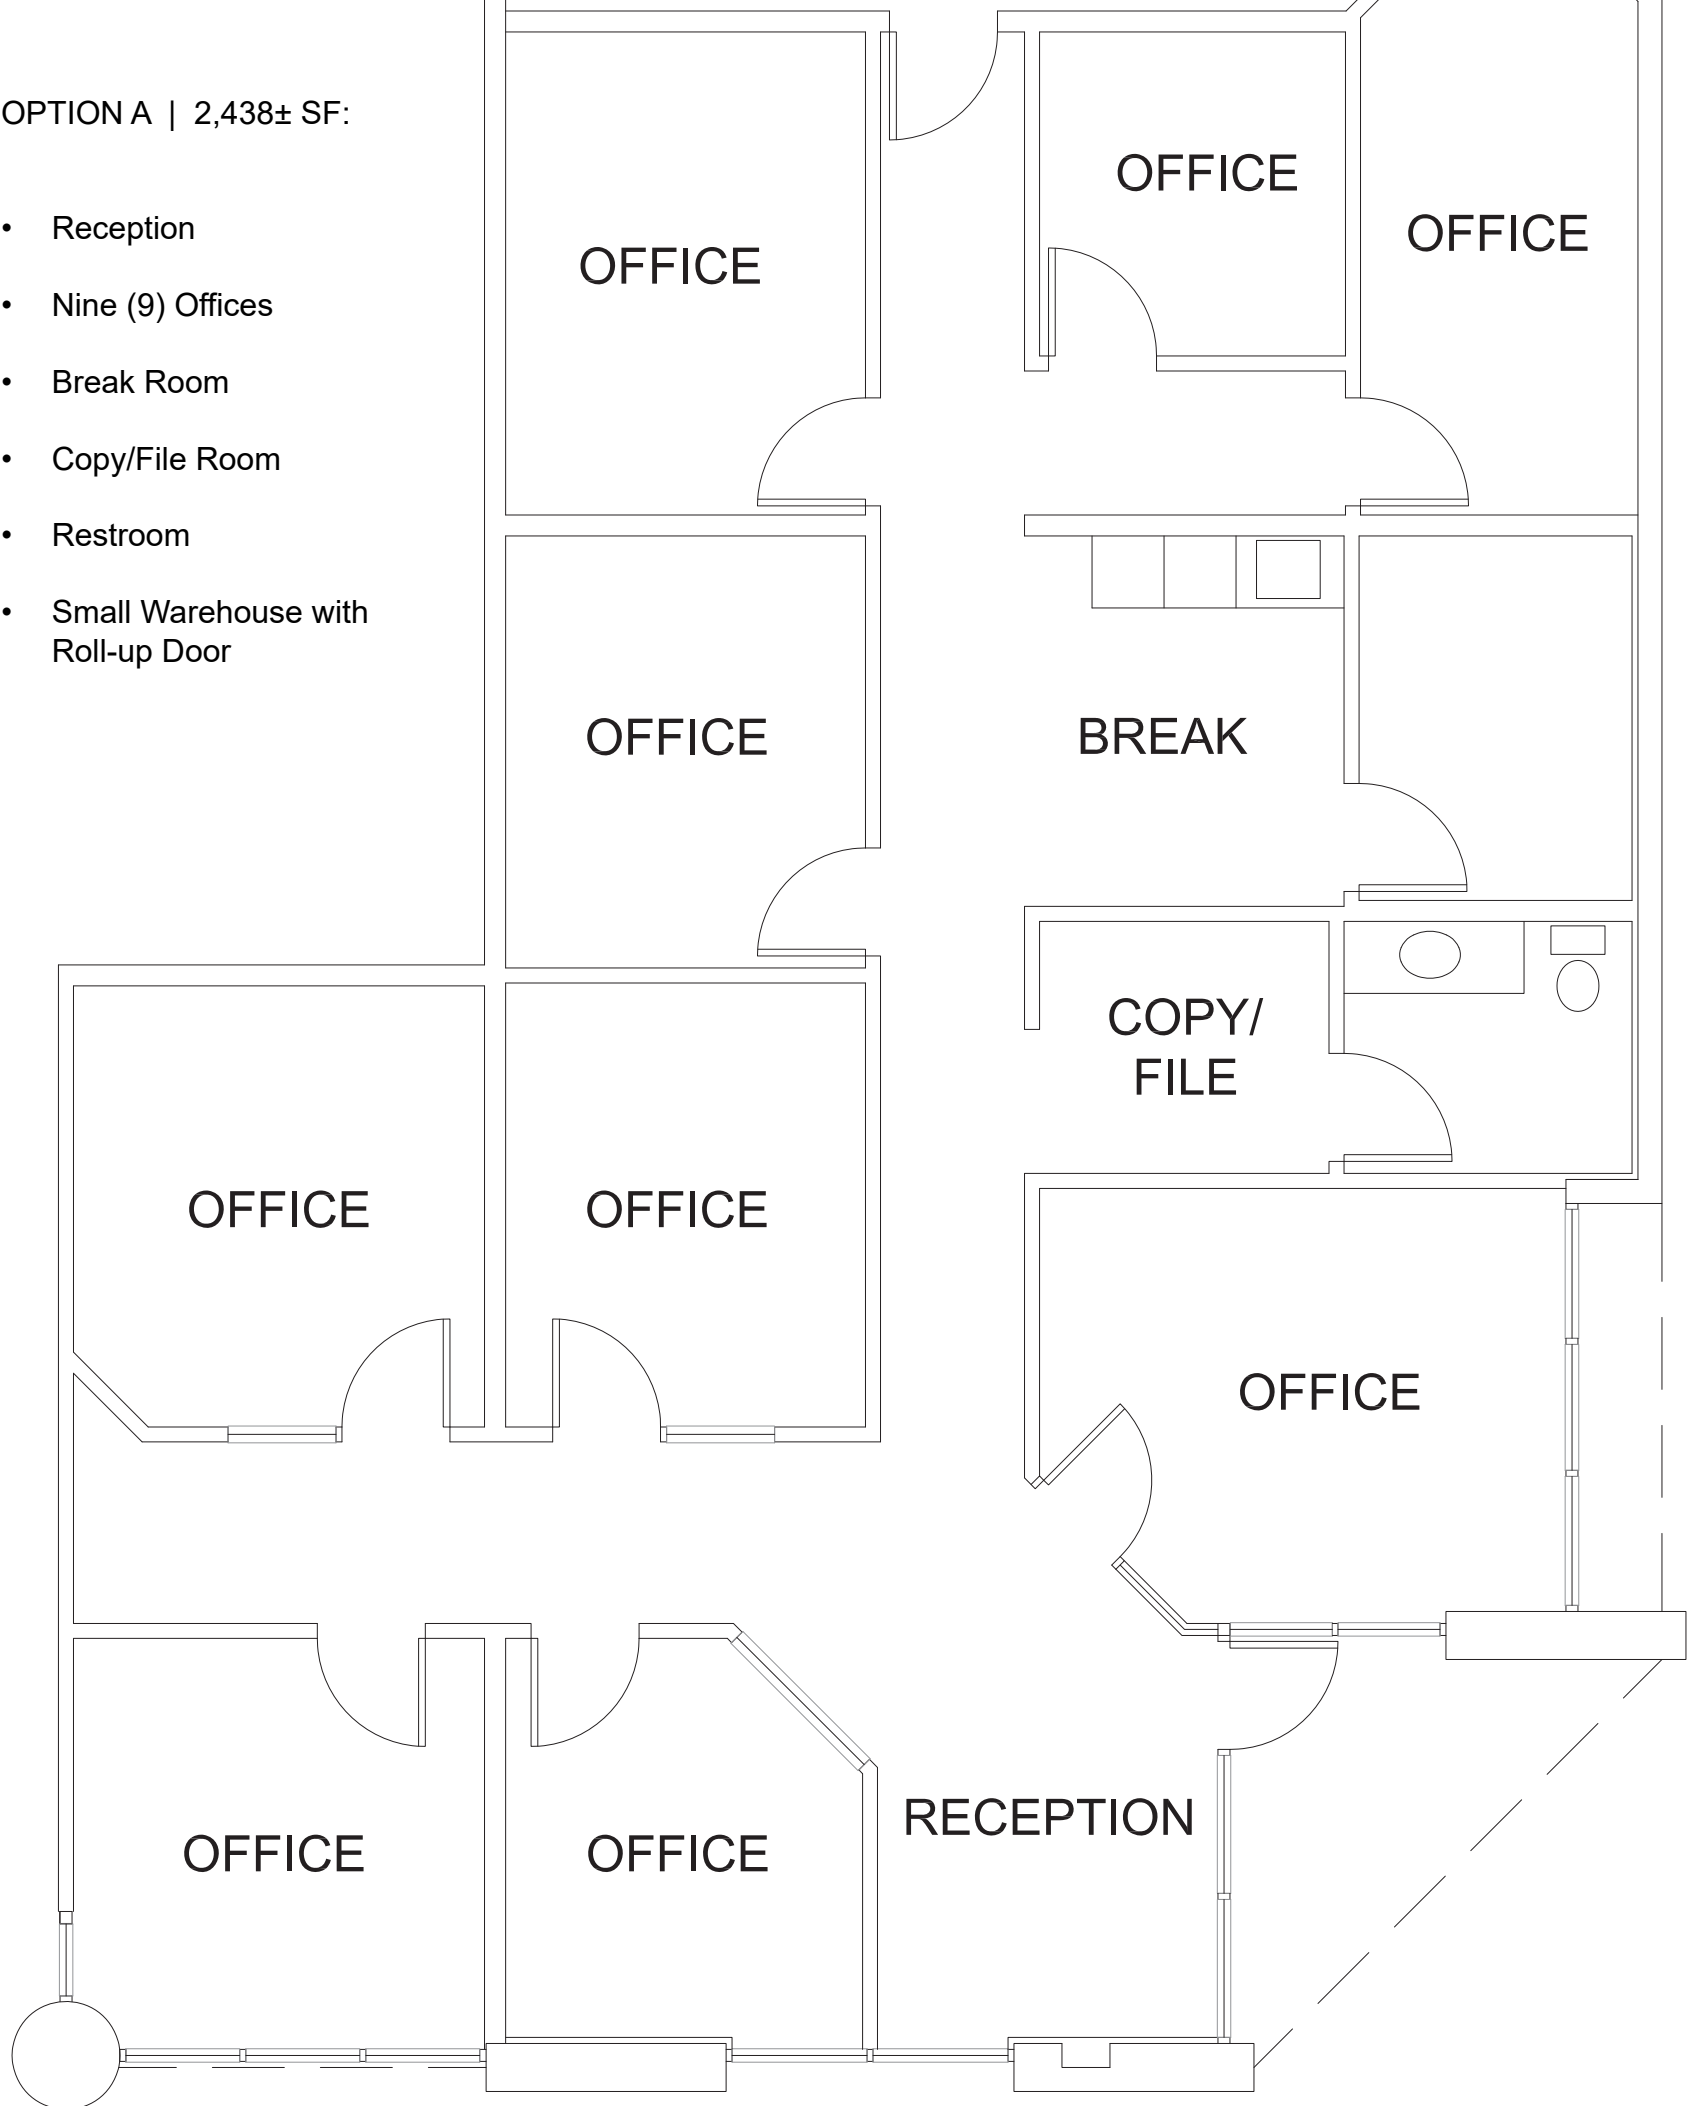 OPTION A | 2,438± SF:
• Reception
• Nine (9) Offices
• Break Room
• Copy/File Room
• Restroom
• Small Warehouse with
Roll-up Door
OFFICE
OFFICE
OFFICE
OFFICE
BREAK
COPY/
FILE
OFFICE
OFFICE
OFFICE
RECEPTION
OFFICE
OFFICE